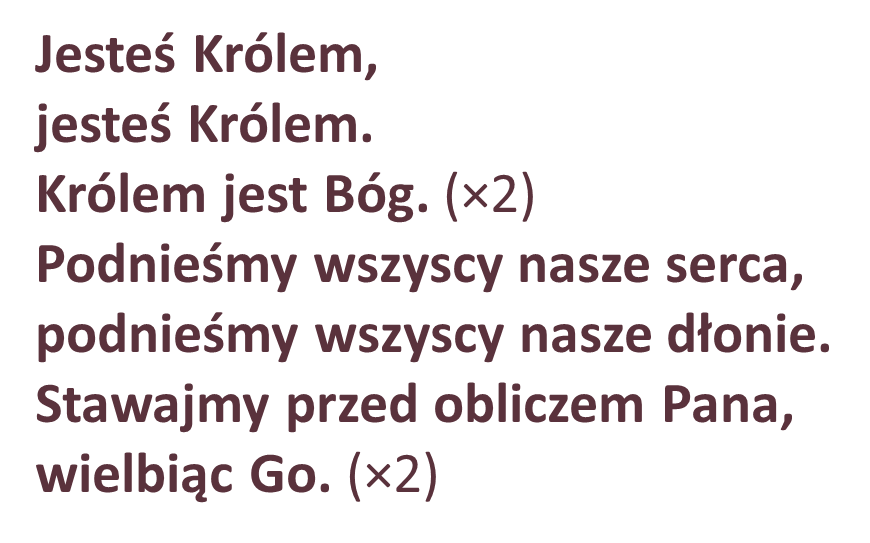 Jesteś Królem,
jesteś Królem.
Królem jest Bóg. (×2)
Podnieśmy wszyscy nasze serca,
podnieśmy wszyscy nasze dłonie.
Stawajmy przed obliczem Pana,
wielbiąc Go. (×2)